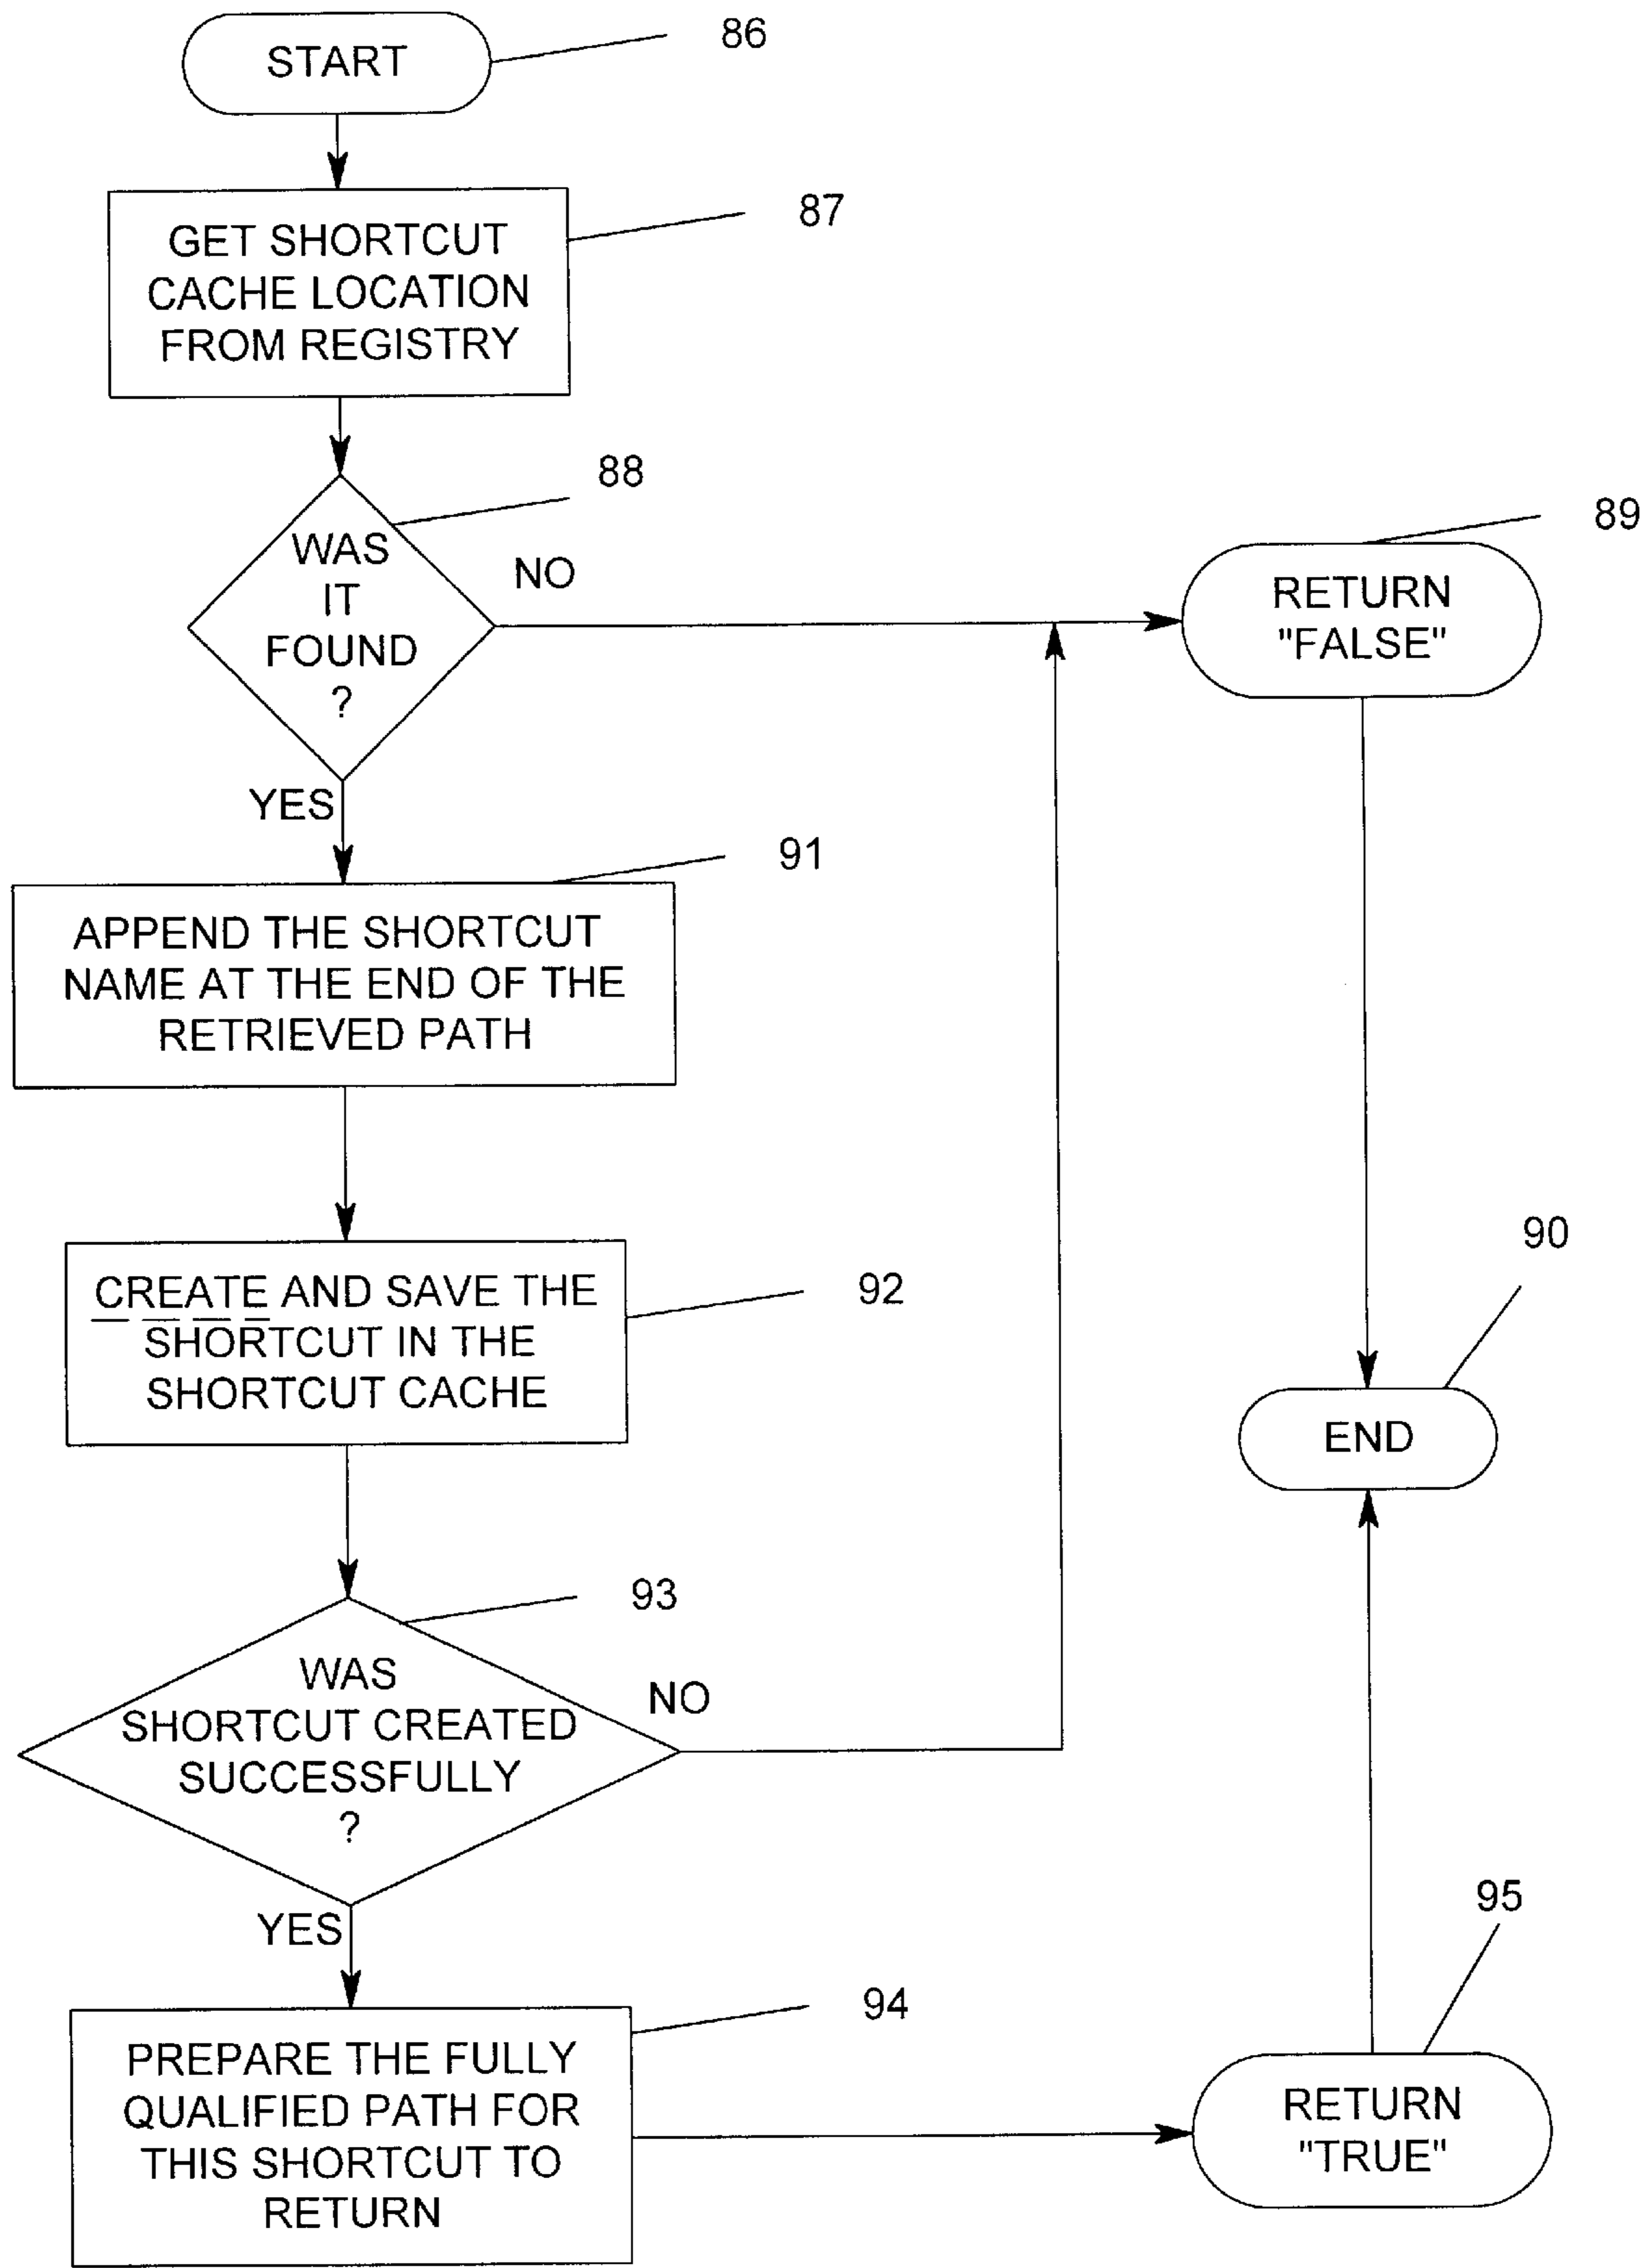 START
86
GET SHORTCUT
CACHE LOCATION
FROM REGISTRY
87
WAS
IT
FOUND
?
88
NO
RETURN
"FALSE"
89
YES
APPEND THE SHORTCUT
NAME AT THE END OF THE
RETRIEVED PATH
91
CREATE AND SAVE THE
SHORTCUT IN THE
SHORTCUT CACHE
92
END
90
WAS
SHORTCUT CREATED
SUCCESSFULLY
?
93
NO
YES
PREPARE THE FULLY
QUALIFIED PATH FOR
THIS SHORTCUT TO
RETURN
94
RETURN
"TRUE"
95